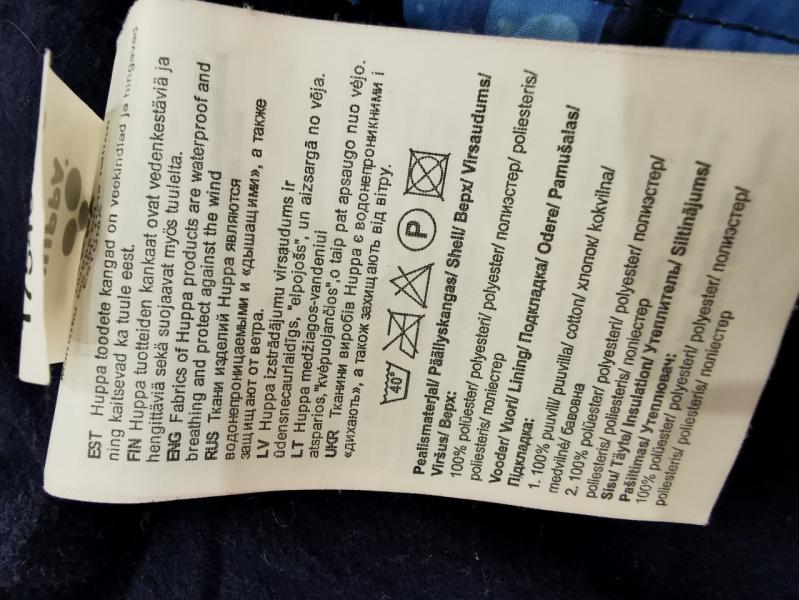 HUPPA
EST Huppa toodete kangad on veekindlad ja hingavad
ning kaitsevad ka tuule eest.
FIN Huppa tuotteiden kankaat ovat vedenkestäviä ja
hengittäviä sekä suojaavat myös tuulelta.
ENG Fabrics of Huppa products are waterproof and
breathing and protect against the wind
RUS Ткани изделий Huppa являются
водонепроницаемыми и «дышащими», а также
защищают от ветра.
LV Huppa izstrādājumu virsaudums ir
ūdensnecaurlaidīgs, "elpojošs", un aizsargā no vēja.
LT Huppa medžiagos-vandeniui
atsparios,"kvėpuojančios",o taip pat apsaugo nuo vėjo.
UKR Тканини виробів Huppa є водонепроникними і
«дихають», а також захищають від вітру.
40° P
Pealismaterjal/ Päällyskangas/ Shell/ Верх/ Virsaudums/
Viršus/ Верх:
100% polüester/ polyesteri/ polyester/ полиэстер/ poliesteris/
poliesteris/ поліестер
Vooder/ Vuori/ Lining/ Подкладка/ Odere/ Pamušalas/
Підкладка:
1. 100% puuvill/ puuvilla/ cotton/ хлопок/ kokvilna/
medvilnė/ бавовна
2. 100% polüester/ polyesteri/ polyester/ полиэстер/
poliesteris/ poliesteris/ поліестер
Sisu/ Täyte/ Insulation/ Утеплитель/ Siltinājums/
Pašiltimas/ Утеплювач:
100% polüester/ polyesteri/ polyester/ полиэстер/
poliesteris/ poliesteris/ поліестер